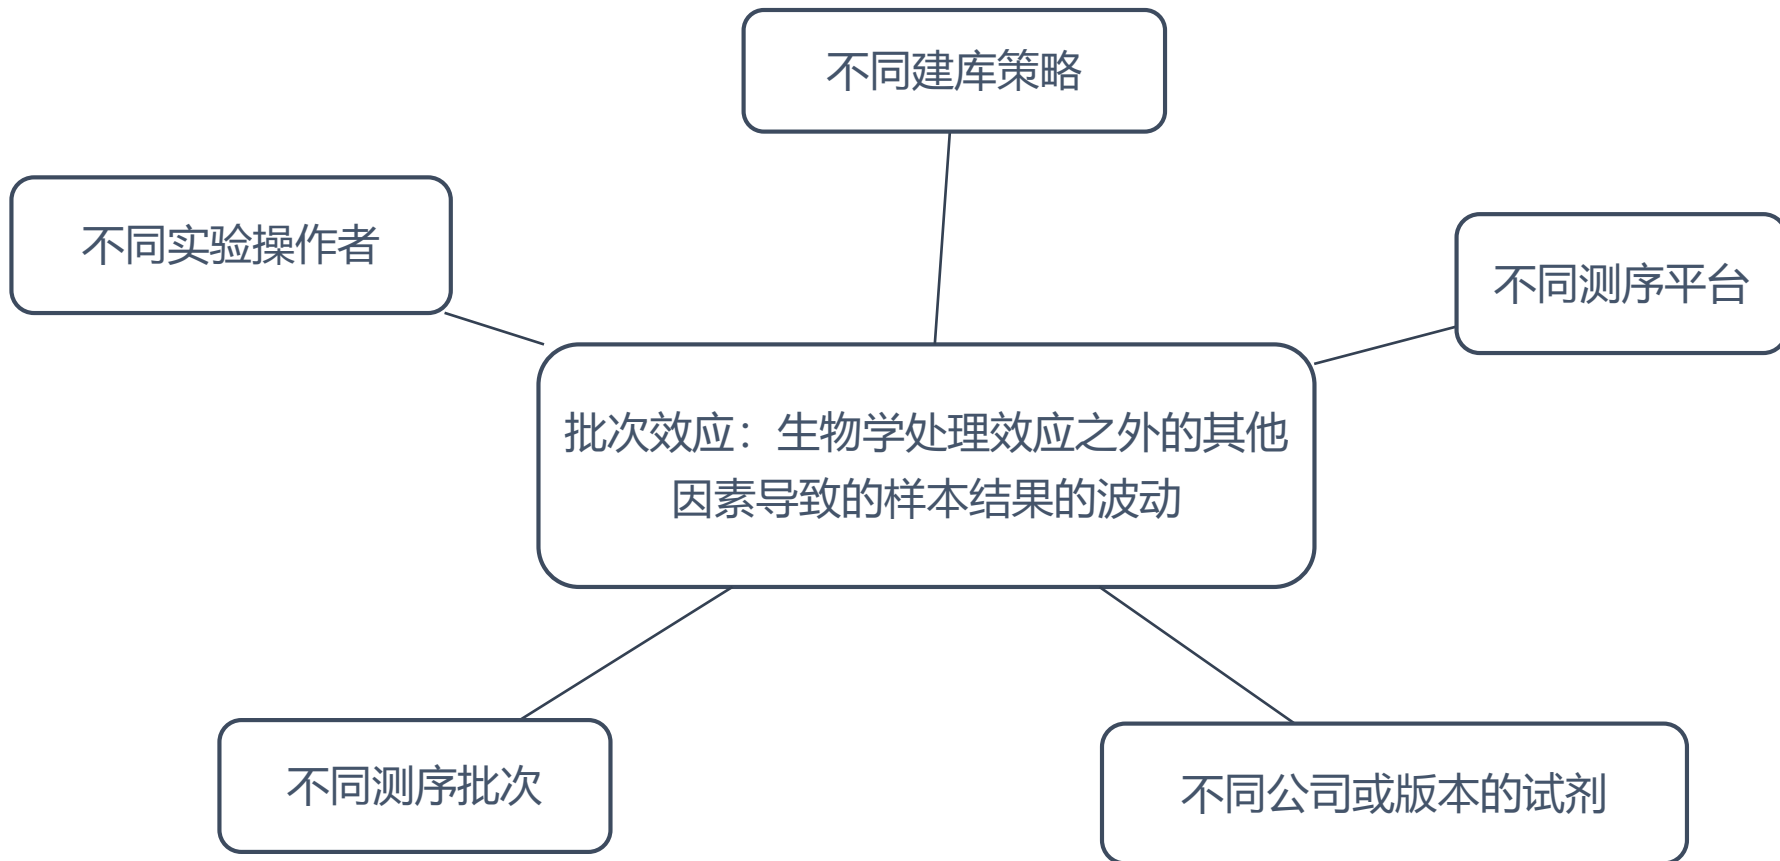 不同建库策略
不同实验操作者
不同测序平台
批次效应：生物学处理效应之外的其他
因素导致的样本结果的波动
不同测序批次
不同公司或版本的试剂